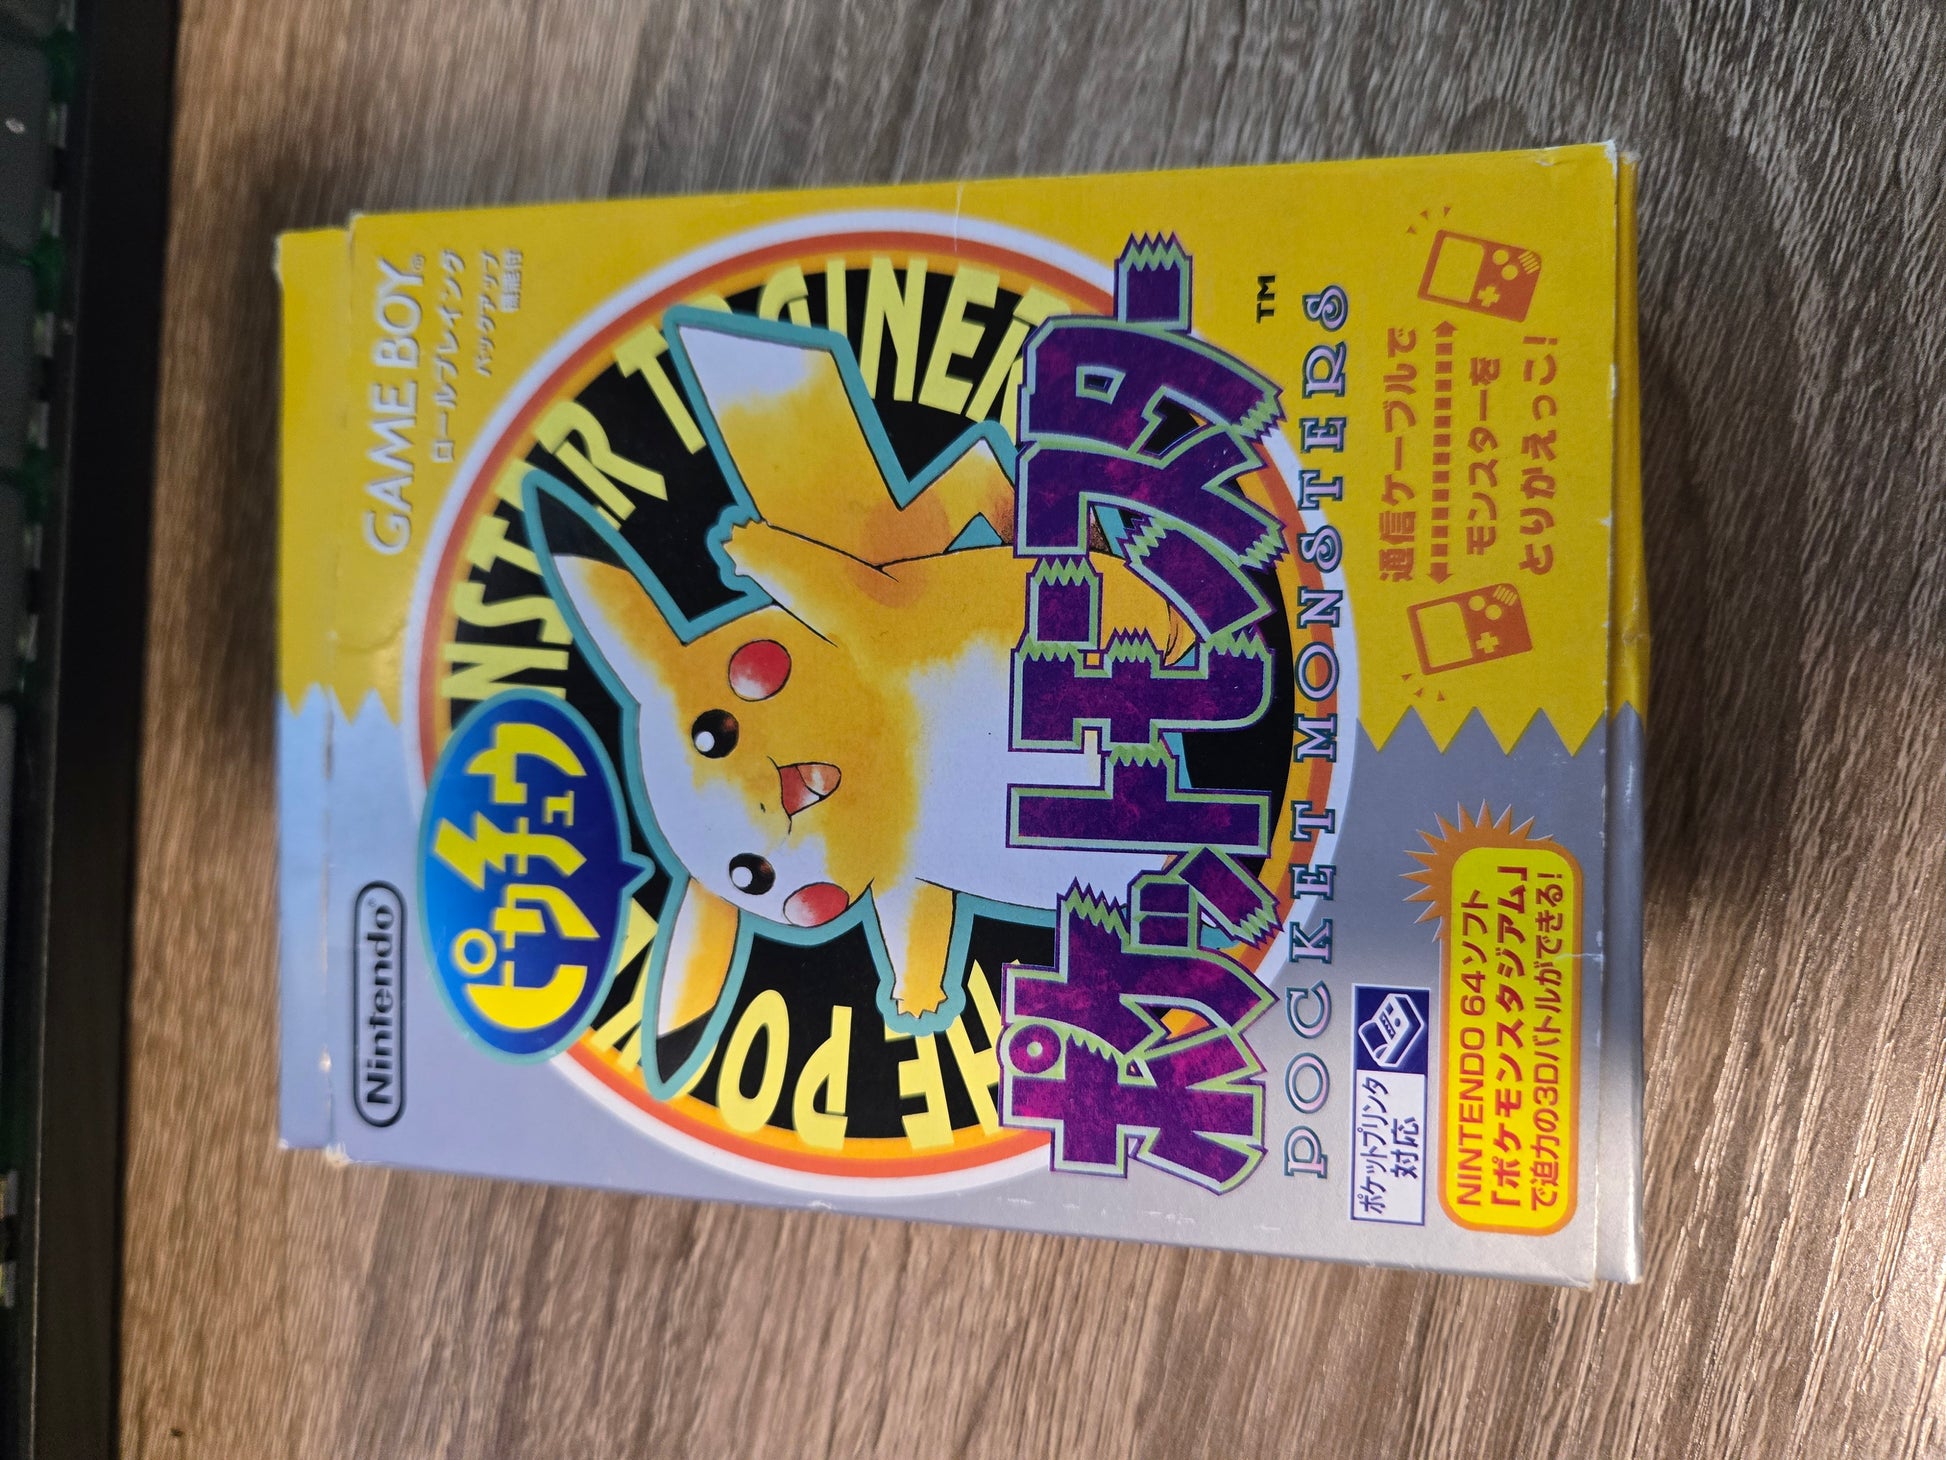 Nintendo®
GAME BOY®
ロールプレイング
バックアップ
機能付
ピッチュウ
NSTER TRAINER
THE POK
ポケットモンスター
TM
POCKET MONSTERS
ポケットプリンタ
対応
通信ケーブルで
モンスターを
とりかえっこ!
NINTENDO 64ソフト
「ポケモンスタジアム」
で迫力の3Dバトルができる!